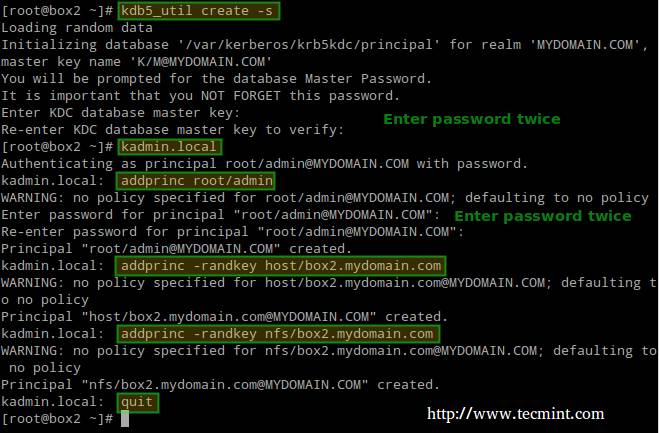 [root@box2 ~]# kdb5_util create -s
Loading random data
Initializing database '/var/kerberos/krb5kdc/principal' for realm 'MYDOMAIN.COM',
master key name 'K/M@MYDOMAIN.COM'
You will be prompted for the database Master Password.
It is important that you NOT FORGET this password.
Enter KDC database master key:
Enter password twice
Re-enter KDC database master key to verify:
[root@box2 ~]# kadmin.local
Authenticating as principal root/admin@MYDOMAIN.COM with password.
kadmin.local:  addprinc root/admin
WARNING: no policy specified for root/admin@MYDOMAIN.COM; defaulting to no policy
Enter password for principal "root/admin@MYDOMAIN.COM": Enter password twice
Re-enter password for principal "root/admin@MYDOMAIN.COM":
Principal "root/admin@MYDOMAIN.COM" created.
kadmin.local:  addprinc -randkey host/box2.mydomain.com
WARNING: no policy specified for host/box2.mydomain.com@MYDOMAIN.COM; defaulting t
o no policy
Principal "host/box2.mydomain.com@MYDOMAIN.COM" created.
kadmin.local:  addprinc -randkey nfs/box2.mydomain.com
WARNING: no policy specified for nfs/box2.mydomain.com@MYDOMAIN.COM; defaulting to
 no policy
Principal "nfs/box2.mydomain.com@MYDOMAIN.COM" created.
kadmin.local:  quit
[root@box2 ~]#
http://www.tecmint.com